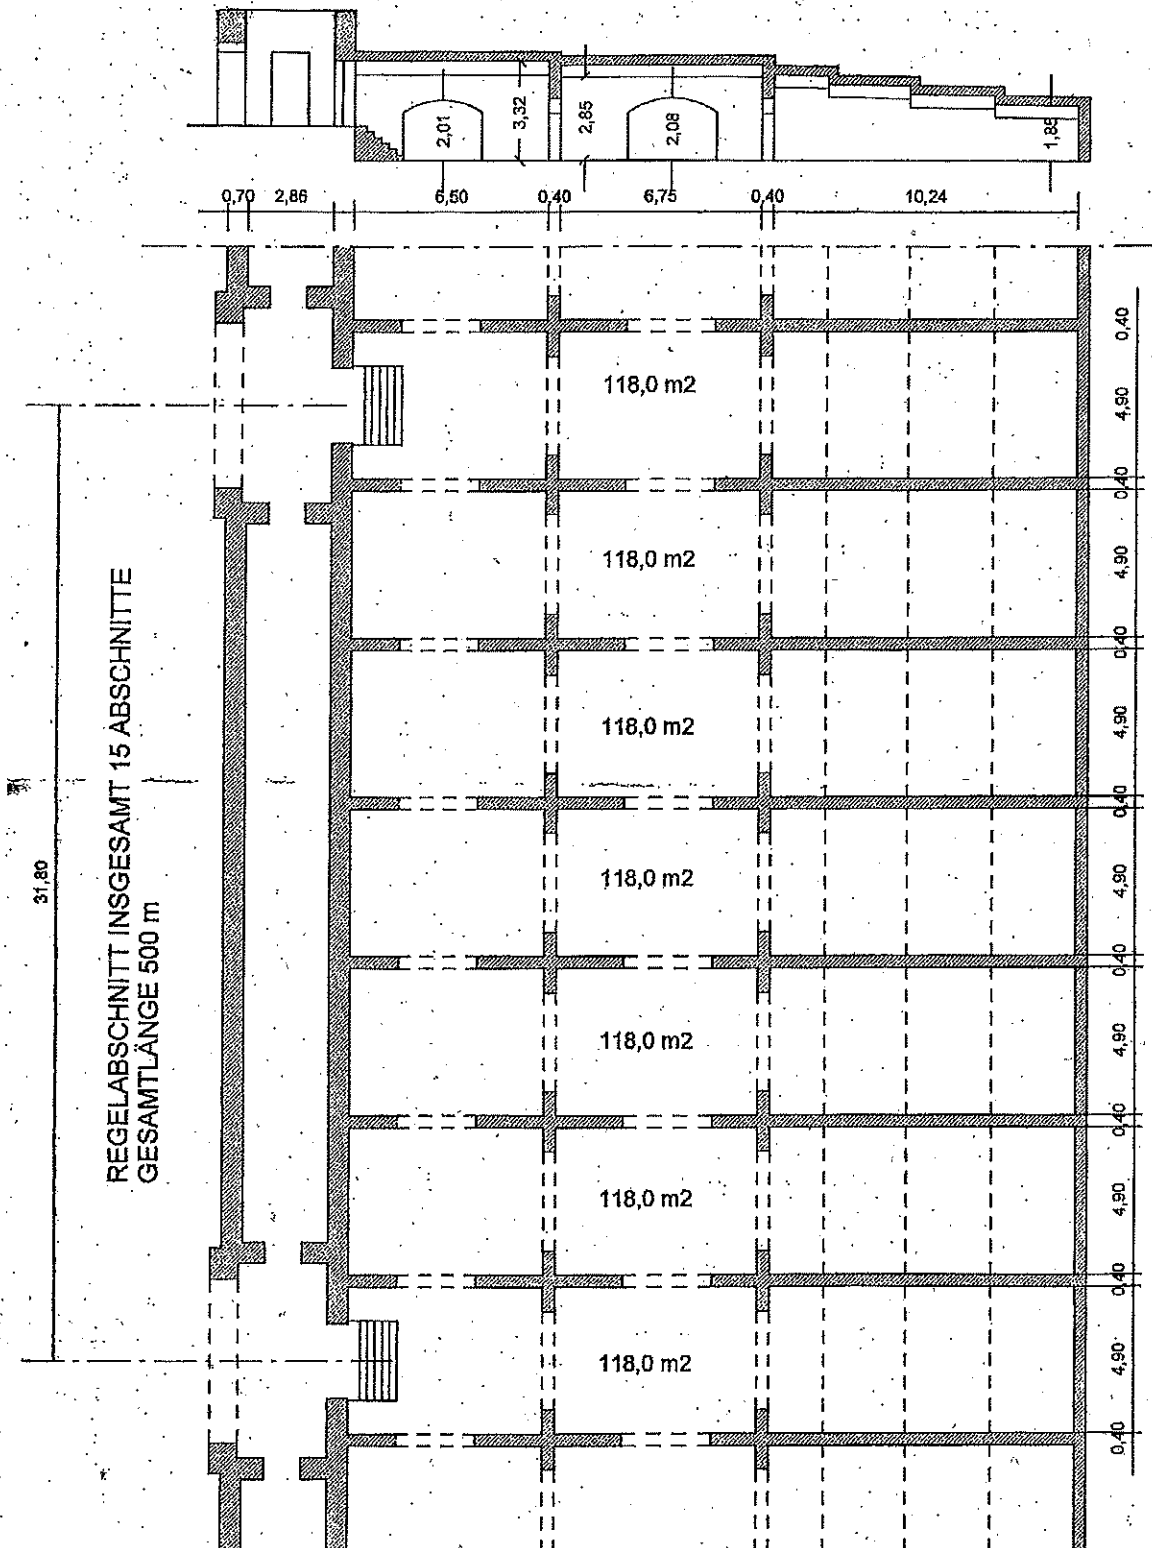 2,01
3,32
2,85
2,08
1,85
0,70 2,86 6,50 0,40 6,75 0,40 10,24
0,40
118,0 m2
4,90
0,40
118,0 m2
4,90
0,40
118,0 m2
4,90
0,40
118,0 m2
4,90
0,40
118,0 m2
4,90
0,40
118,0 m2
4,90
0,40
118,0 m2
4,90
0,40
31,80
REGELABSCHNITT INSGESAMT 15 ABSCHNITTE
GESAMTLÄNGE 500 m